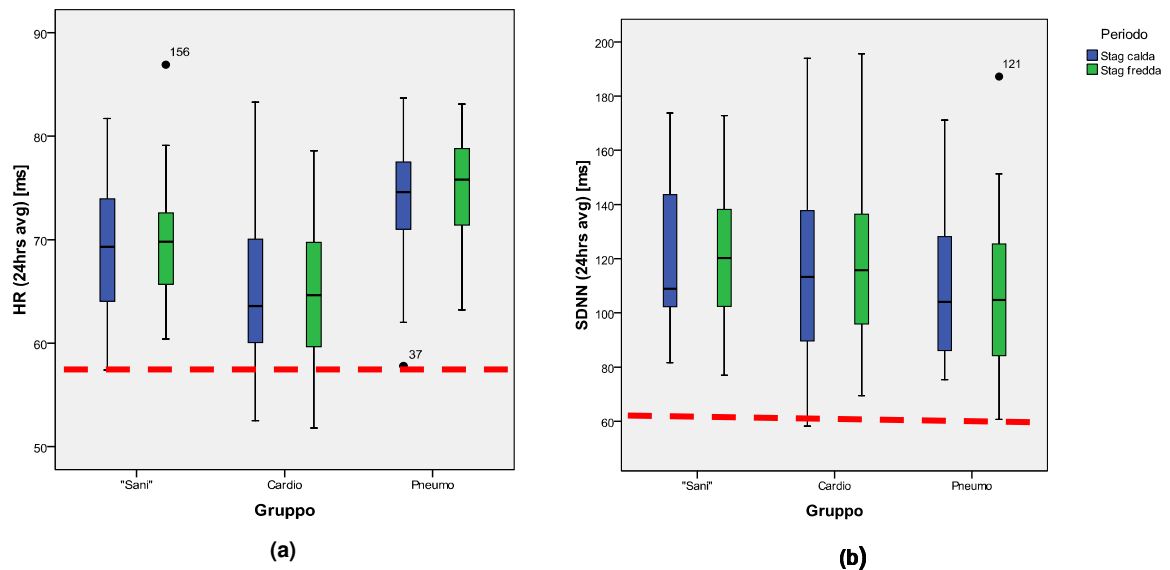 90
80
70
60
50
HR (24hrs avg) [ms]
156
37
"Sani"
Cardio
Pneumo
Gruppo
(a)
200
180
160
140
120
100
80
60
SDNN (24hrs avg) [ms]
121
"Sani"
Cardio
Pneumo
Gruppo
(b)
Periodo
Stag calda
Stag fredda